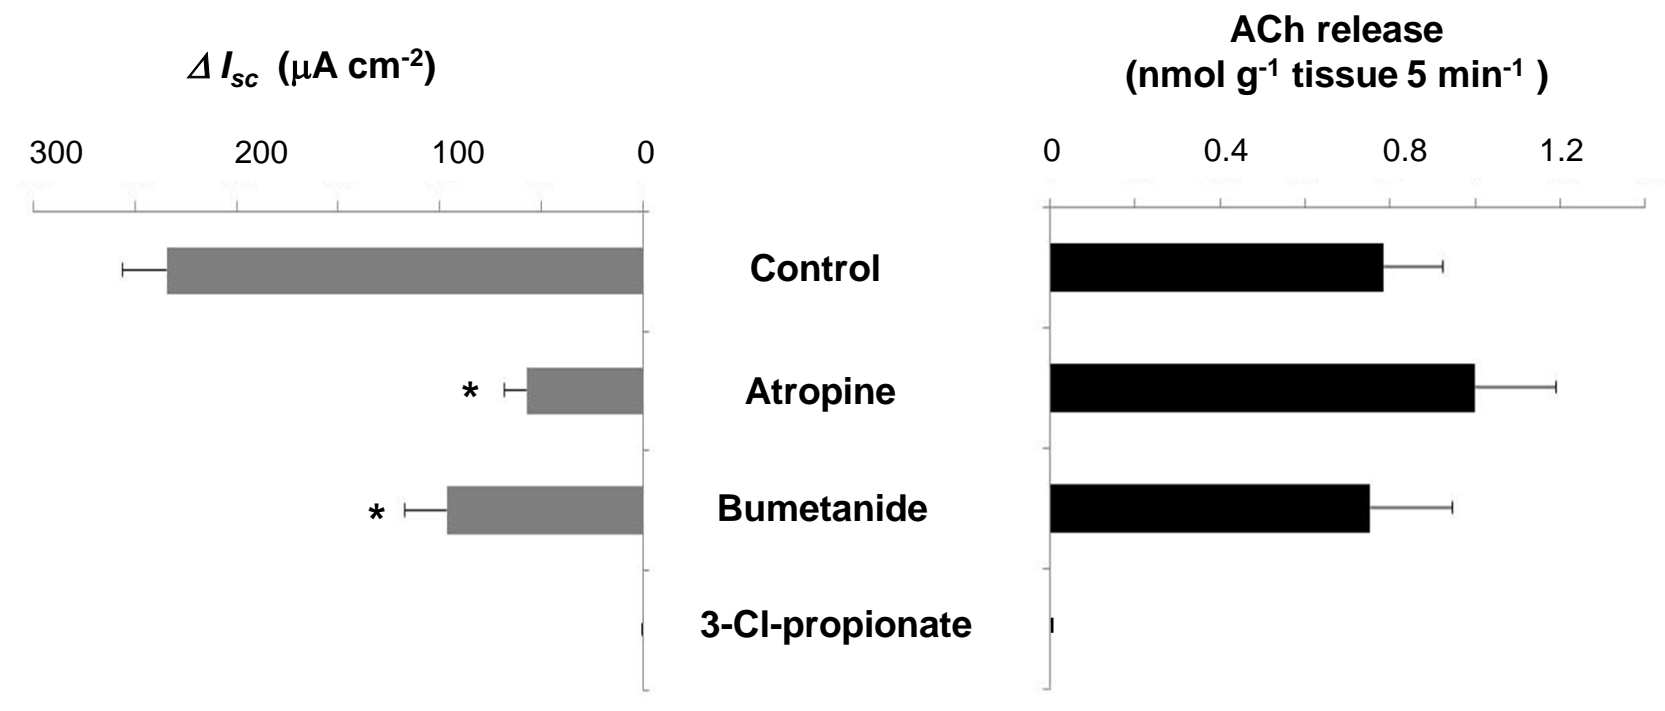 Δ Isc (μA cm-2)
300 200 100 0
ACh release
(nmol g-1 tissue 5 min-1 )
0 0.4 0.8 1.2
Control
* Atropine
* Bumetanide
3-Cl-propionate